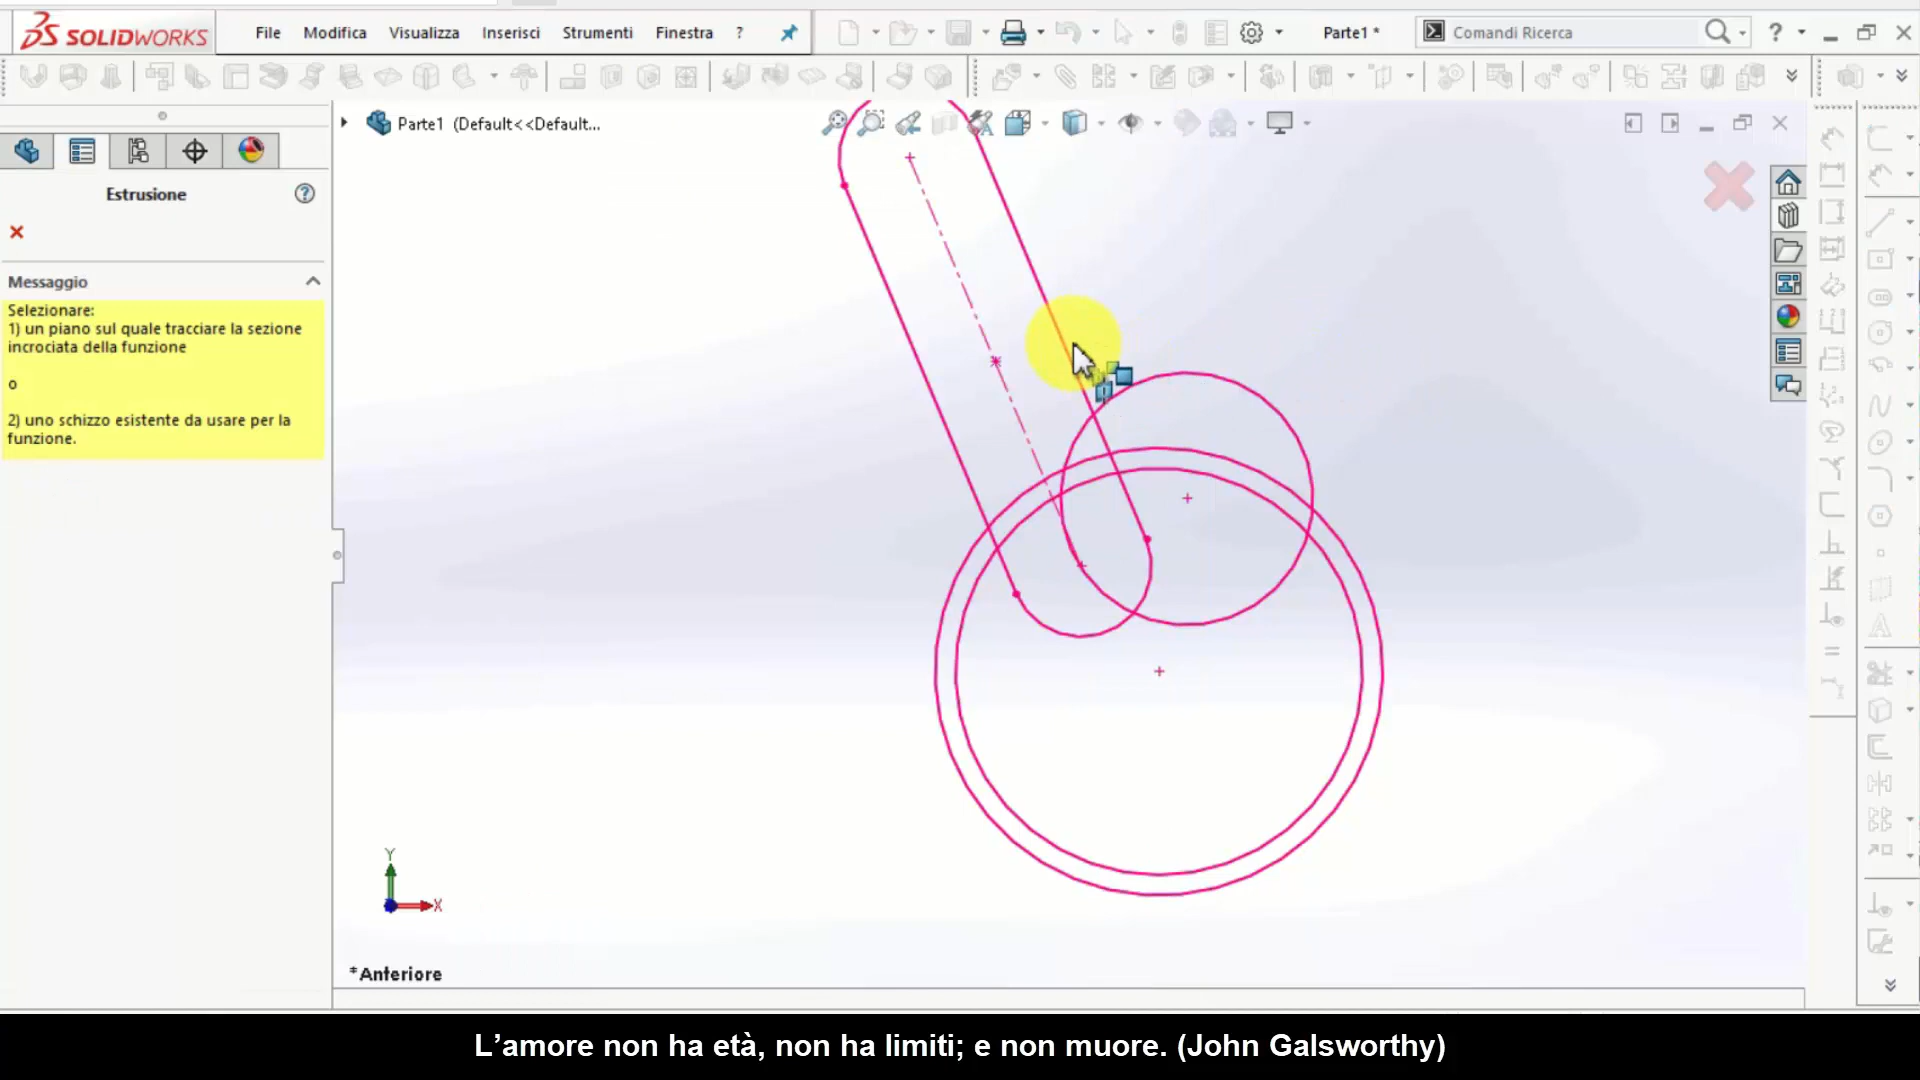 SOLIDWORKS
File Modifica Visualizza Inserisci Strumenti Finestra ?
Parte1 *
Comandi Ricerca
?
Parte1 (Default<<Default...
Estrusione
?
Messaggio
Selezionare:
1) un piano sul quale tracciare la sezione
incrociata della funzione
o
2) uno schizzo esistente da usare per la
funzione.
Y
X
*Anteriore
L’amore non ha età, non ha limiti; e non muore. (John Galsworthy)